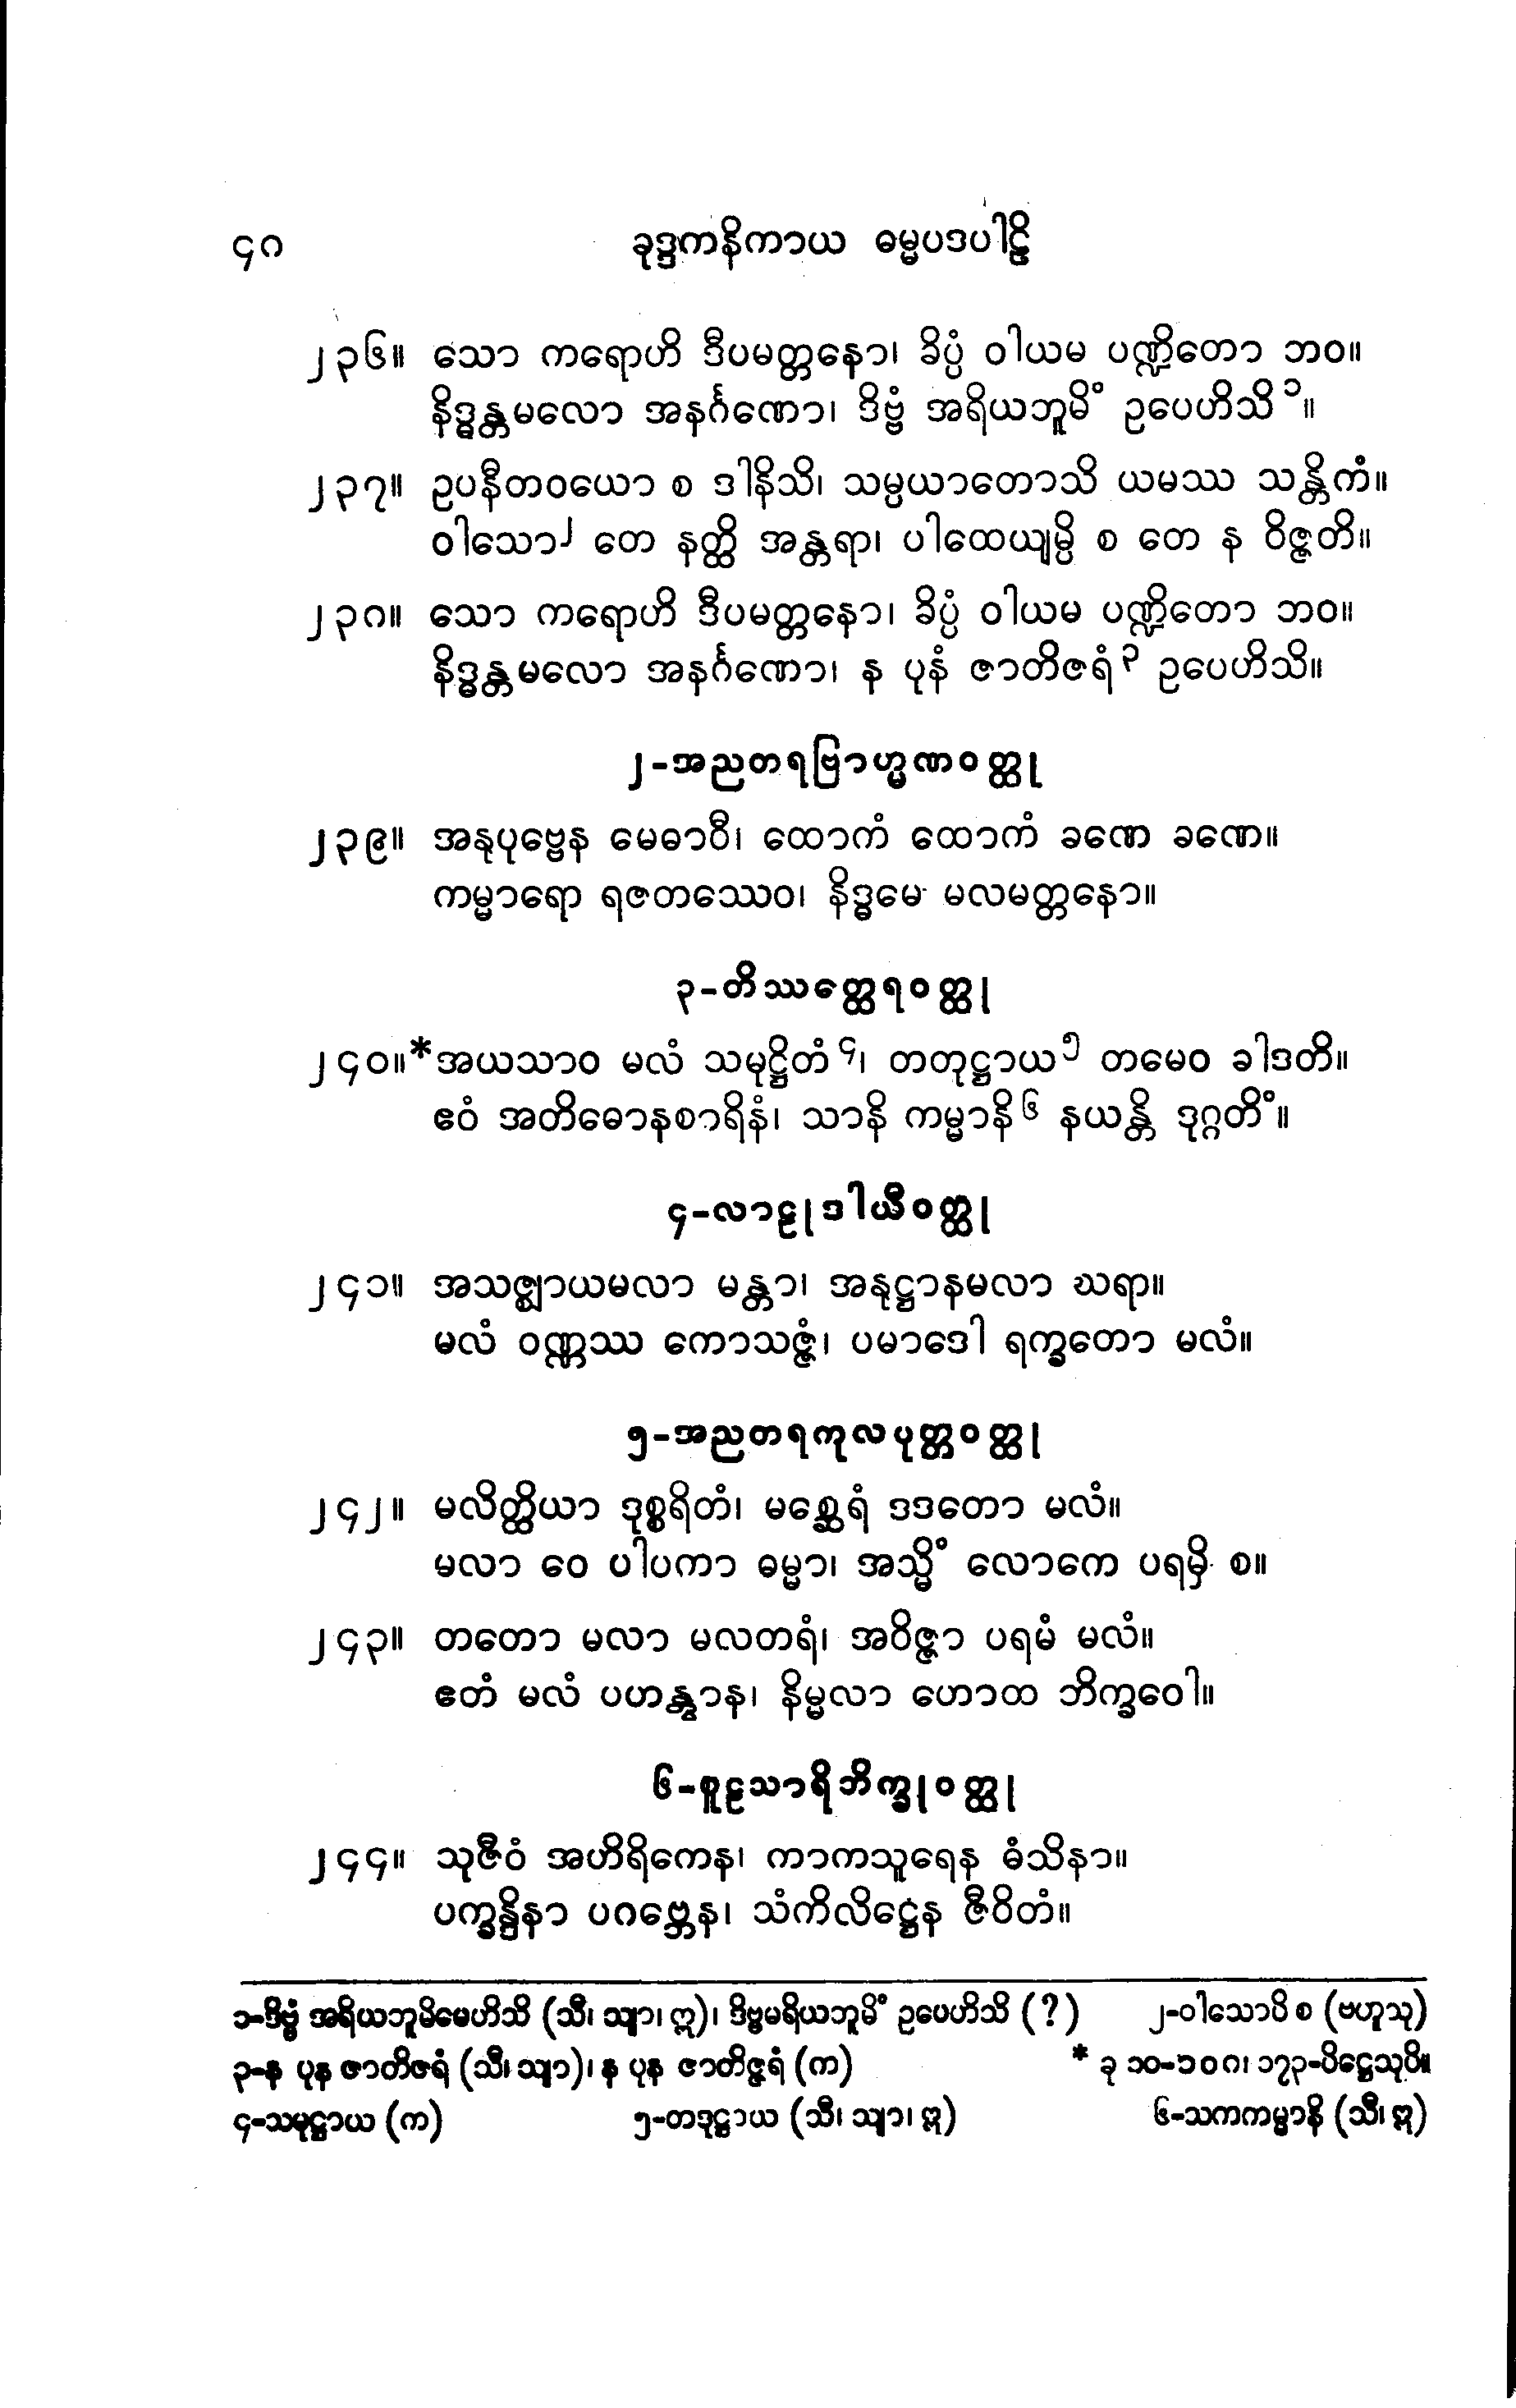 ၄၈ ခုဒ္ဒကနိကာယ ဓမ္မပဒပါဠိ
၂၃၆။ သော ကရောဟိ ဒီပမတ္တနော၊ ခိပ္ပံ ဝါယမ ပဏ္ဍိတော ဘဝ။
နိဒ္ဓန္တမလော အနင်္ဂဏော၊ ဒိဗ္ဗံ အရိယဘူမိံ ဥပေဟိသိ ၁။
၂၃၇။ ဥပနီတဝယော စ ဒါနိသိ၊ သမ္ပယာတောသိ ယမဿ သန္တိကံ။
ဝါသော၂ တေ နတ္ထိ အန္တရာ၊ ပါထေယျမ္ပိ စ တေ န ဝိဇ္ဇတိ။
၂၃၈။ သော ကရောဟိ ဒီပမတ္တနော၊ ခိပ္ပံ ဝါယမ ပဏ္ဍိတော ဘဝ။
နိဒ္ဓန္တမလော အနင်္ဂဏော၊ န ပုနံ ဇာတိဇရံ ၃ ဥပေဟိသိ။
၂-အညတရဗြာဟ္မဏဝတ္ထု
၂၃၉။ အနုပုဗ္ဗေန မေဓာဝီ၊ ထောကံ ထောကံ ခဏေ ခဏေ။
ကမ္မာရော ရဇတဿေဝ၊ နိဒ္ဓမေ မလမတ္တနော။
၃-တိဿတ္ထေရဝတ္ထု
၂၄၀။*အယသာဝ မလံ သမုဋ္ဌိတံ ၄၊ တတုဋ္ဌာယ၅ တမေဝ ခါဒတိ။
ဧဝံ အတိဓောနစာရိနံ၊ သာနိ ကမ္မာနိ ၆ နယန္တိ ဒုဂ္ဂတိံ။
၄-လာဠုဒါယီဝတ္ထု
၂၄၁။ အသဇ္ဈာယမလာ မန္တာ၊ အနုဋ္ဌာနမလာ ဃရာ။
မလံ ဝဏ္ဏဿ ကောသဇ္ဇံ၊ ပမာဒေါ ရက္ခတော မလံ။
၅-အညတရကုလပုတ္တဝတ္ထု
၂၄၂။ မလိတ္ထိယာ ဒုစ္စရိတံ၊ မစ္ဆေရံ ဒဒတော မလံ။
မလာ ဝေ ပါပကာ ဓမ္မာ၊ အသ္မိံ လောကေ ပရမှိ စ။
၂၄၃။ တတော မလာ မလတရံ၊ အဝိဇ္ဇာ ပရမံ မလံ။
ဧတံ မလံ ပဟန္တွာန၊ နိမ္မလာ ဟောထ ဘိက္ခဝေါ။
၆-စူဠသာရိဘိက္ခုဝတ္ထု
၂၄၄။ သုဇီဝံ အဟိရိကေန၊ ကာကသူရေန ဓံသိနာ။
ပက္ခန္ဒိနာ ပဂဗ္ဘေန၊ သံကိလိဋ္ဌေန ဇီဝိတံ။
၁-ဒိဗ္ဗံ အရိယဘူမိမေဟိသိ (သီ၊ သျာ၊ ဣ)၊ ဒိဗ္ဗမရိယဘူမိံ ဥပေဟိသိ (?) ၂-ဝါသောပိ စ (ဗဟူသု)
၃-န ပုန ဇာတိဇရံ (သီ၊ သျာ)၊ န ပုန ဇာတိဇ္ဇရံ (က) * ခု ၁၀-၁၀၈၊ ၁၇၃-ပိဋ္ဌေသုပိ။
၄-သမုဋ္ဌာယ (က) ၅-တဒုဋ္ဌာယ (သီ၊ သျာ၊ ဣ) ၆-သကကမ္မာနိ (သီ၊ ဣ)